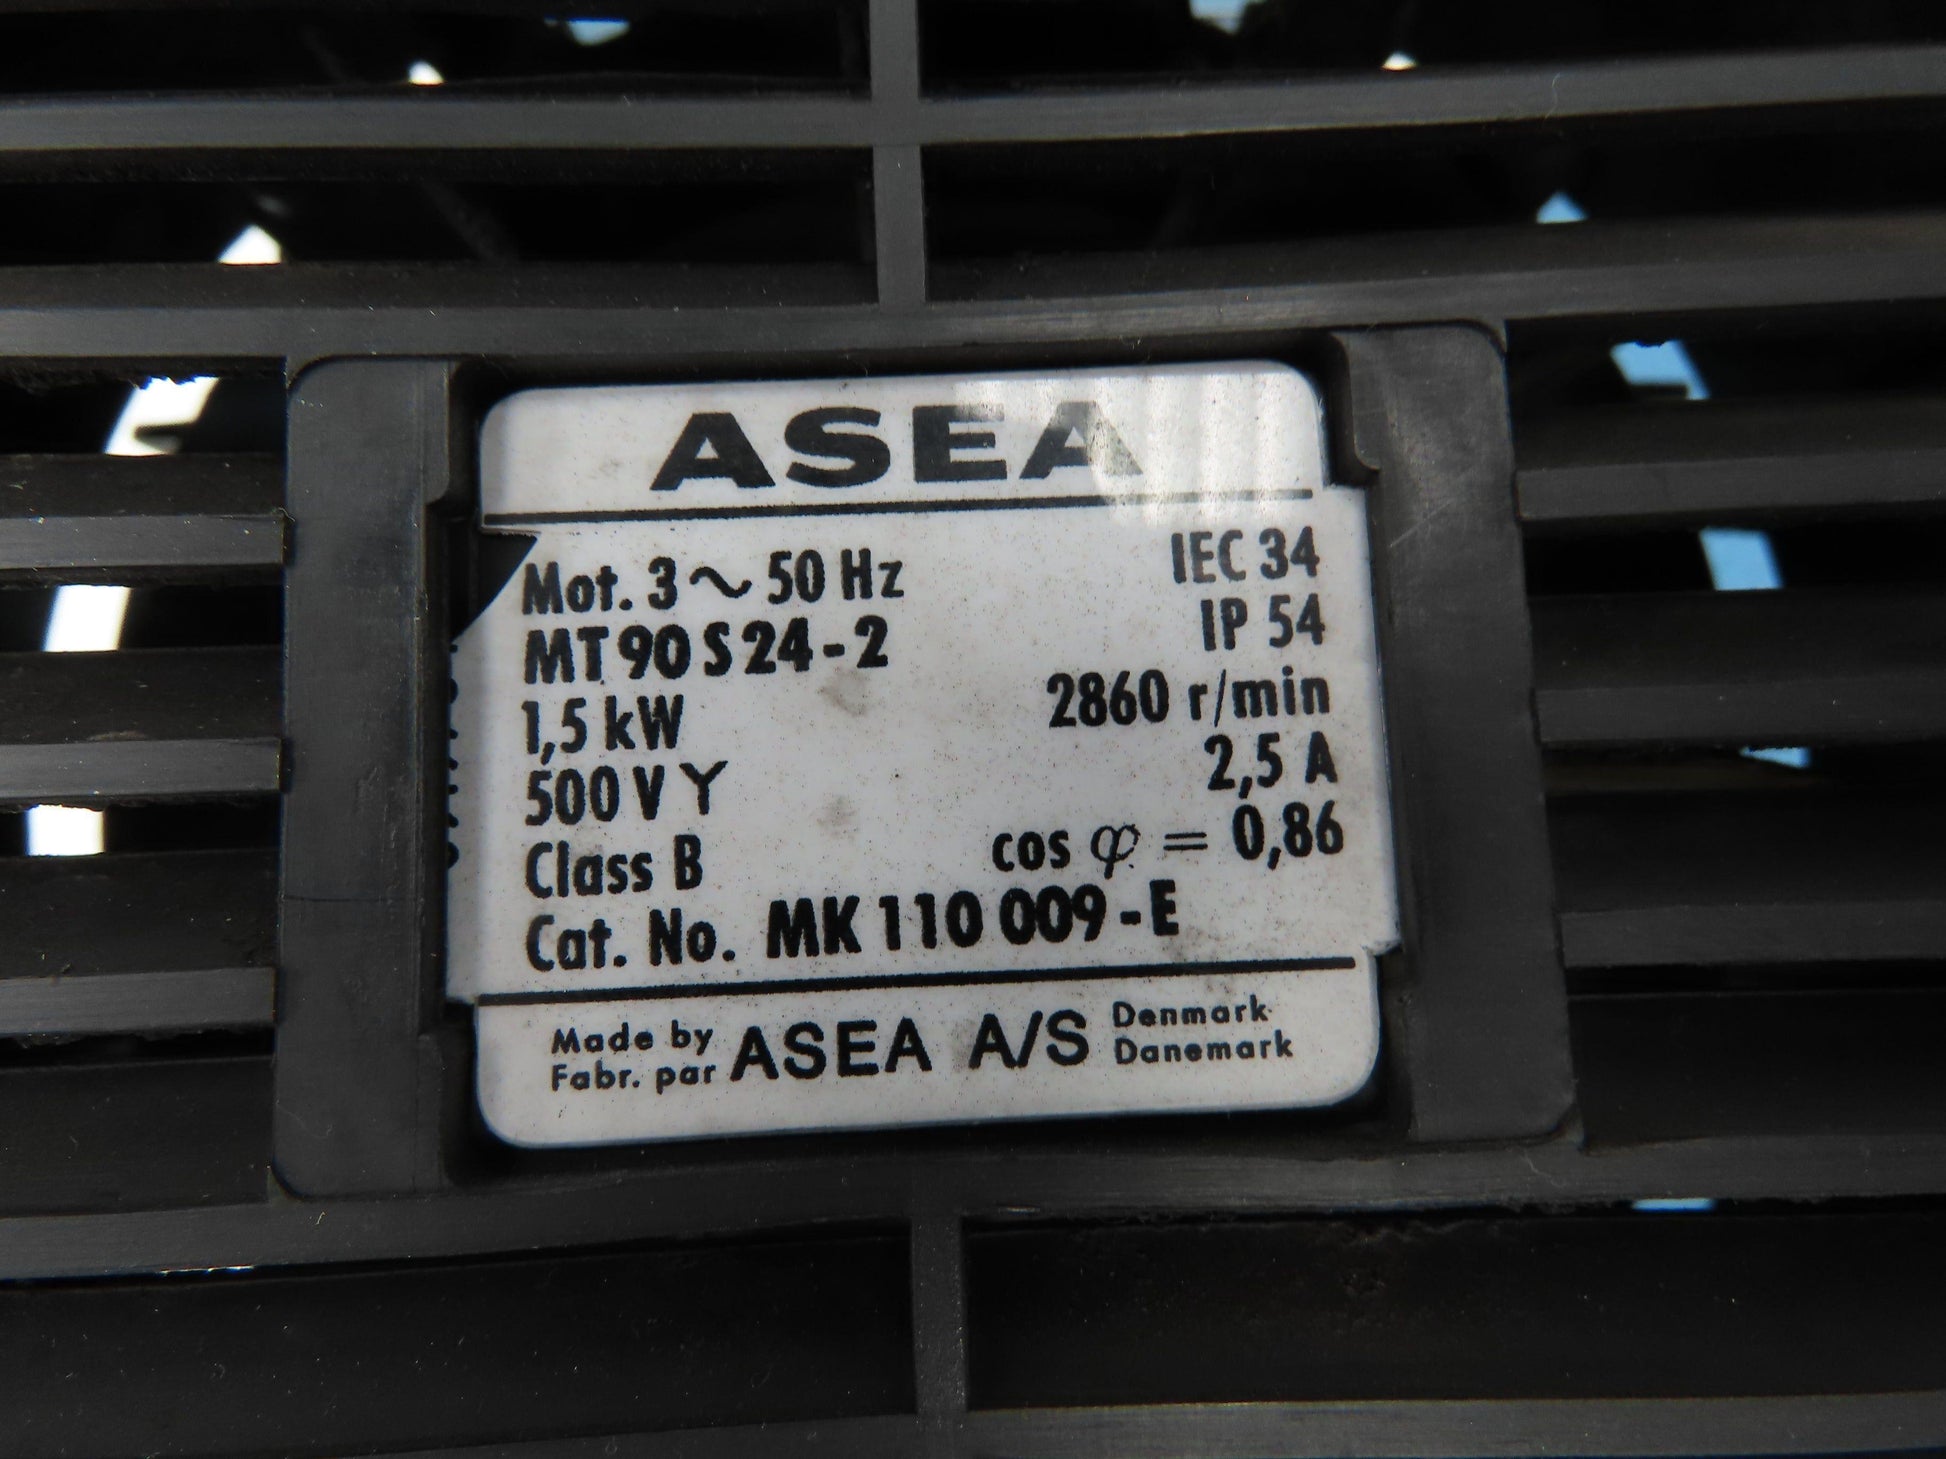 ASEA
Mot. 3 ~ 50 Hz IEC 34
MT 90 S 24 - 2 IP 54
1,5 kW 2860 r/min
500 V Y 2,5 A
Class B cos φ = 0,86
Cat. No. MK 110 009 - E
Made by ASEA A/S Denmark
Fabr. par Danemark